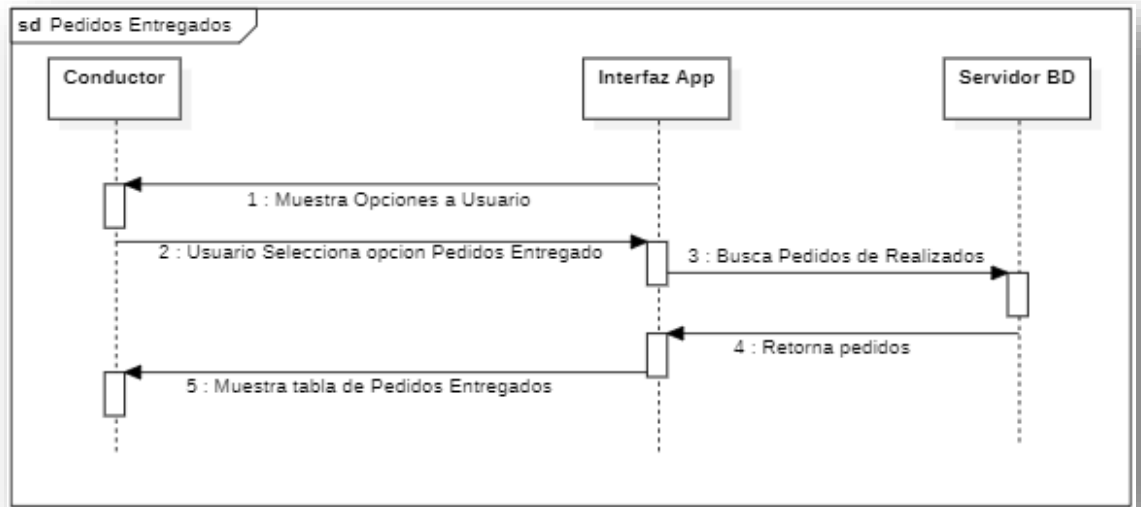 sd Pedidos Entregados
Conductor
Interfaz App
Servidor BD
1 : Muestra Opciones a Usuario
2 : Usuario Selecciona opcion Pedidos Entregado
3 : Busca Pedidos de Realizados
4 : Retorna pedidos
5 : Muestra tabla de Pedidos Entregados